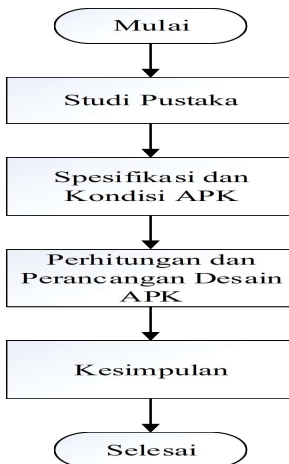 Mulai
Studi Pustaka
Spesifikasi dan
Kondisi APK
Perhitungan dan
Perancangan Desain
APK
Kesimpulan
Selesai